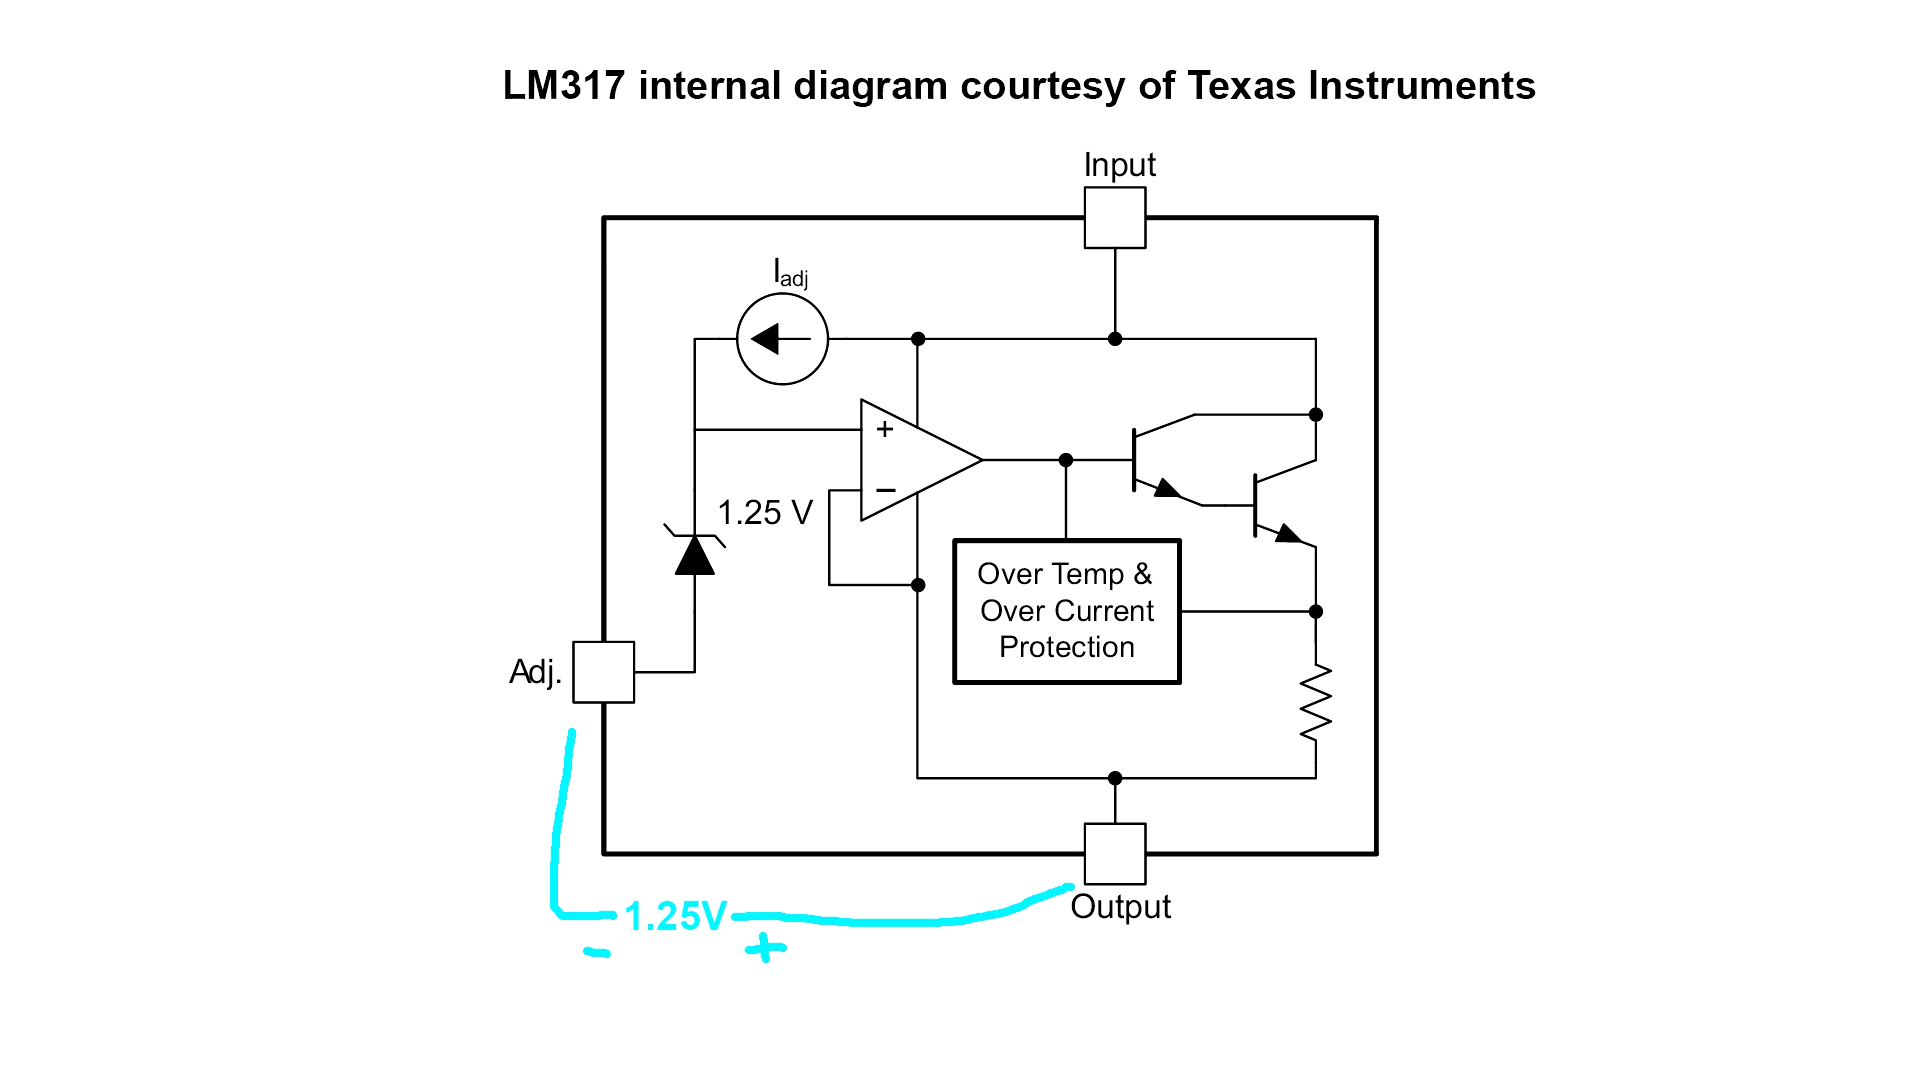 LM317 internal diagram courtesy of Texas Instruments
Input
Iadj
+
−
1.25 V
Over Temp &
Over Current
Protection
Adj.
1.25V
Output
− +